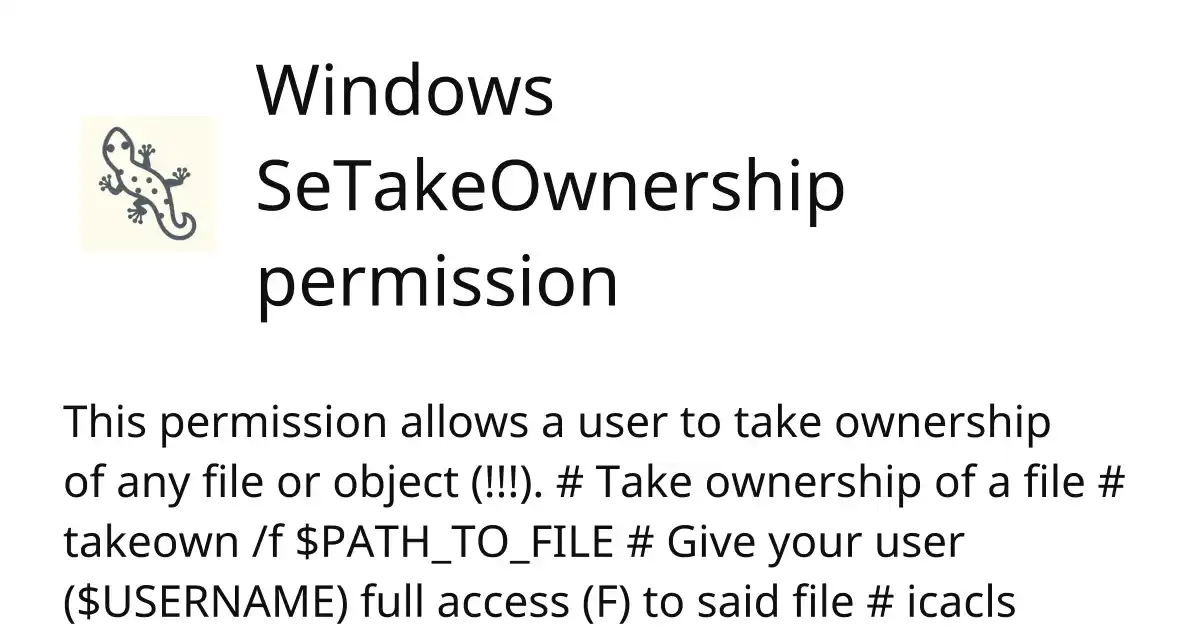 Windows
SeTakeOwnership
permission
This permission allows a user to take ownership
of any file or object (!!!). # Take ownership of a file #
takeown /f $PATH_TO_FILE # Give your user
($USERNAME) full access (F) to said file # icacls